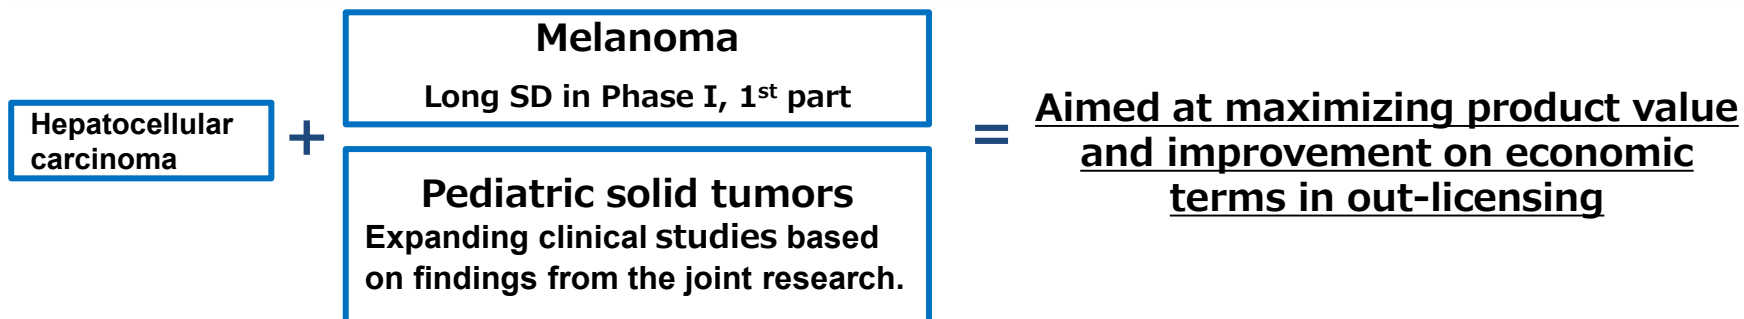 Hepatocellular
carcinoma
+
Melanoma
Long SD in Phase I, 1st part
Pediatric solid tumors
Expanding clinical studies based
on findings from the joint research.
=
Aimed at maximizing product value
and improvement on economic
terms in out-licensing